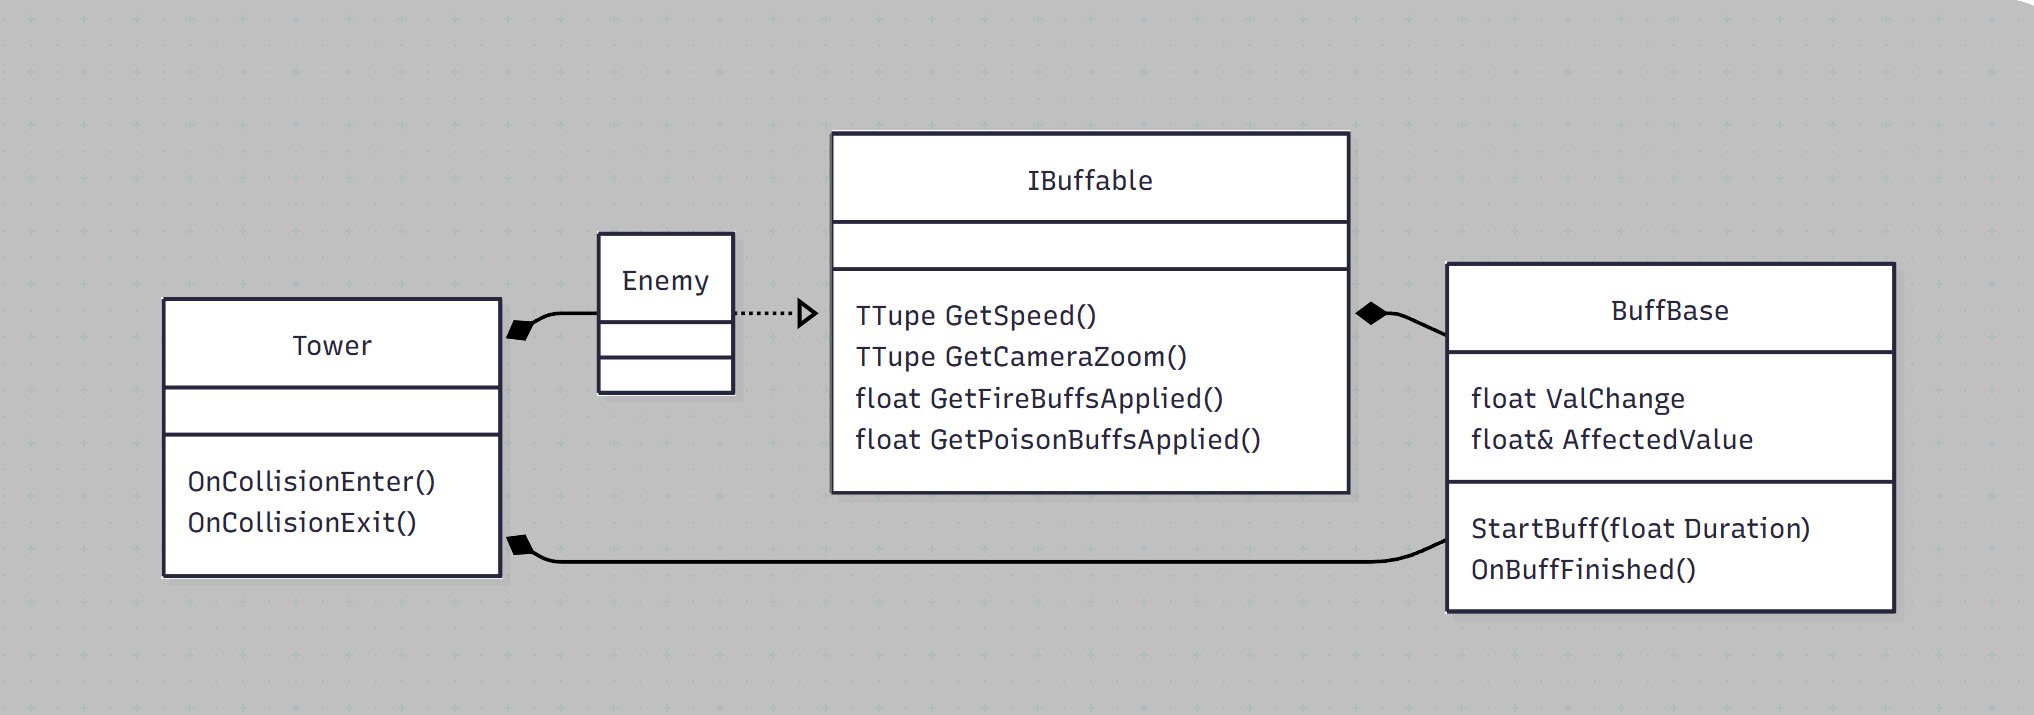 Tower
OnCollisionEnter()
OnCollisionExit()
Enemy
IBuffable
TTupe GetSpeed()
TTupe GetCameraZoom()
float GetFireBuffsApplied()
float GetPoisonBuffsApplied()
BuffBase
float ValChange
float& AffectedValue
StartBuff(float Duration)
OnBuffFinished()